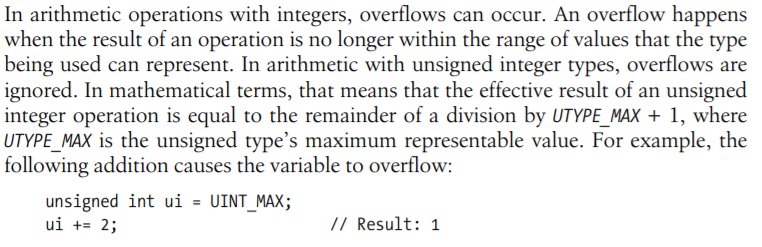 In arithmetic operations with integers, overflows can occur. An overflow happens
when the result of an operation is no longer within the range of values that the type
being used can represent. In arithmetic with unsigned integer types, overflows are
ignored. In mathematical terms, that means that the effective result of an unsigned
integer operation is equal to the remainder of a division by UTYPE_MAX + 1, where
UTYPE_MAX is the unsigned type’s maximum representable value. For example, the
following addition causes the variable to overflow:
unsigned int ui = UINT_MAX;
ui += 2; // Result: 1